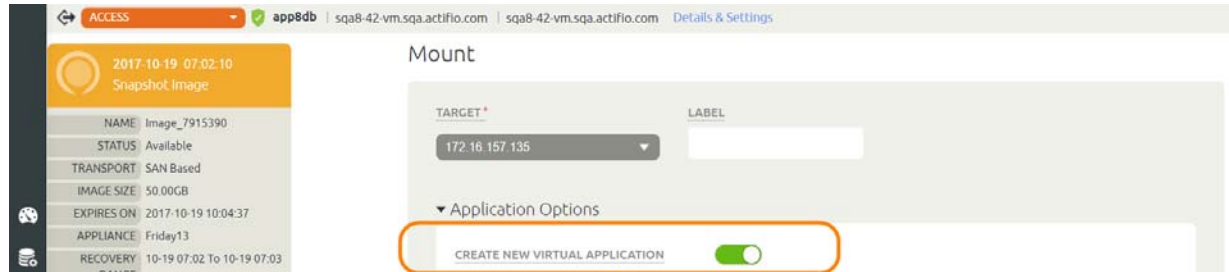 ACCESS app8db sqa8-42-vm.sqa.actifio.com sqa8-42-vm.sqa.actifio.com Details & Settings
2017-10-19 07:02:10
Snapshot Image
NAME Image_7915390
STATUS Available
TRANSPORT SAN Based
IMAGE SIZE 50.00GB
EXPIRES ON 2017-10-19 10:04:37
APPLIANCE Friday13
RECOVERY 10-19 07:02 To 10-19 07:03
Mount
TARGET* LABEL
172.16.157.135
Application Options
CREATE NEW VIRTUAL APPLICATION